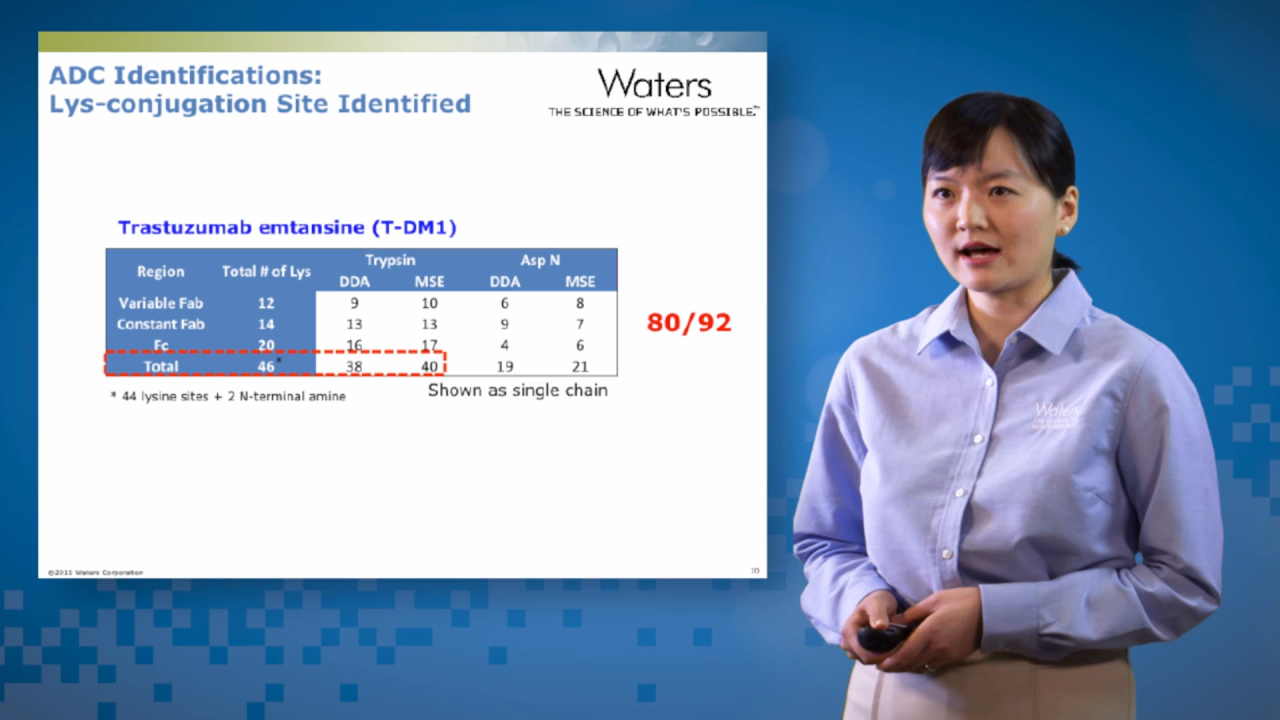 ADC Identifications:
Lys-conjugation Site Identified
Waters
THE SCIENCE OF WHAT'S POSSIBLE.™
Trastuzumab emtansine (T-DM1)
Region Total # of Lys Trypsin Asp N
DDA MSE DDA MSE
Variable Fab 12 9 10 6 8
Constant Fab 14 13 13 9 7
Fc 20 16 17 4 6
Total 46* 38 40 19 21
80/92
* 44 lysine sites + 2 N-terminal amine
Shown as single chain
©2015 Waters Corporation
10
Waters